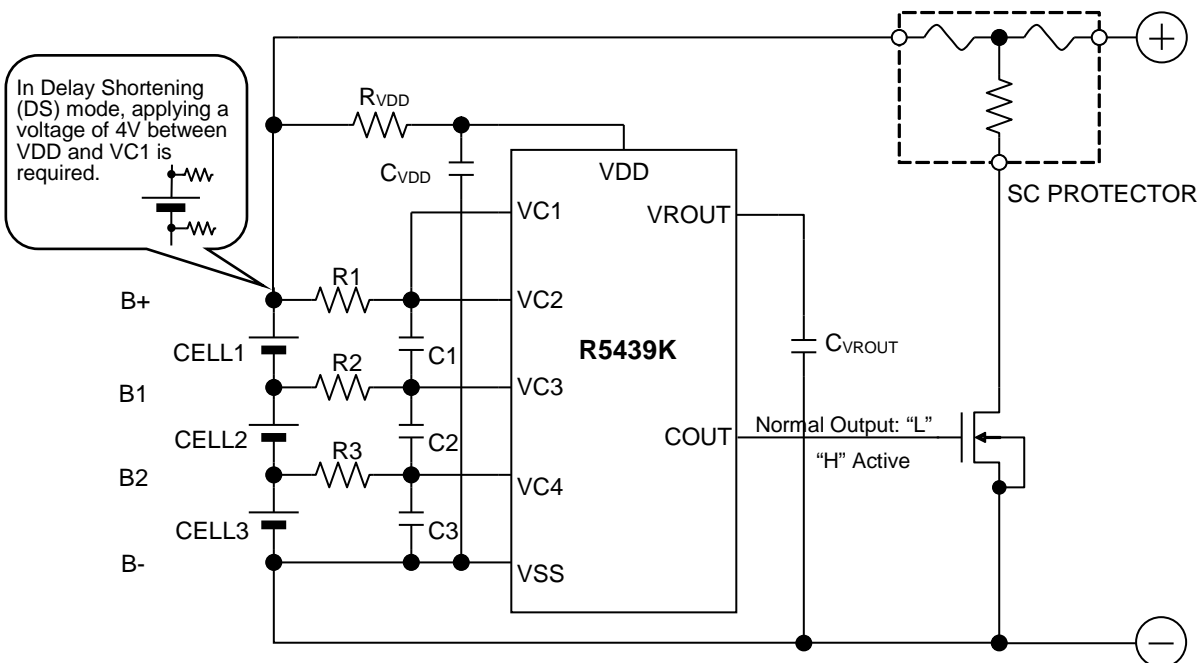 In Delay Shortening
(DS) mode, applying a
voltage of 4V between
VDD and VC1 is
required.
RVDD
CVDD
VDD
VC1
VROUT
SC PROTECTOR
+
B+
R1
VC2
CELL1
C1
R5439K
CVROUT
B1
R2
VC3
CELL2
C2
COUT
Normal Output: “L”
“H” Active
B2
R3
VC4
CELL3
C3
B-
VSS
−